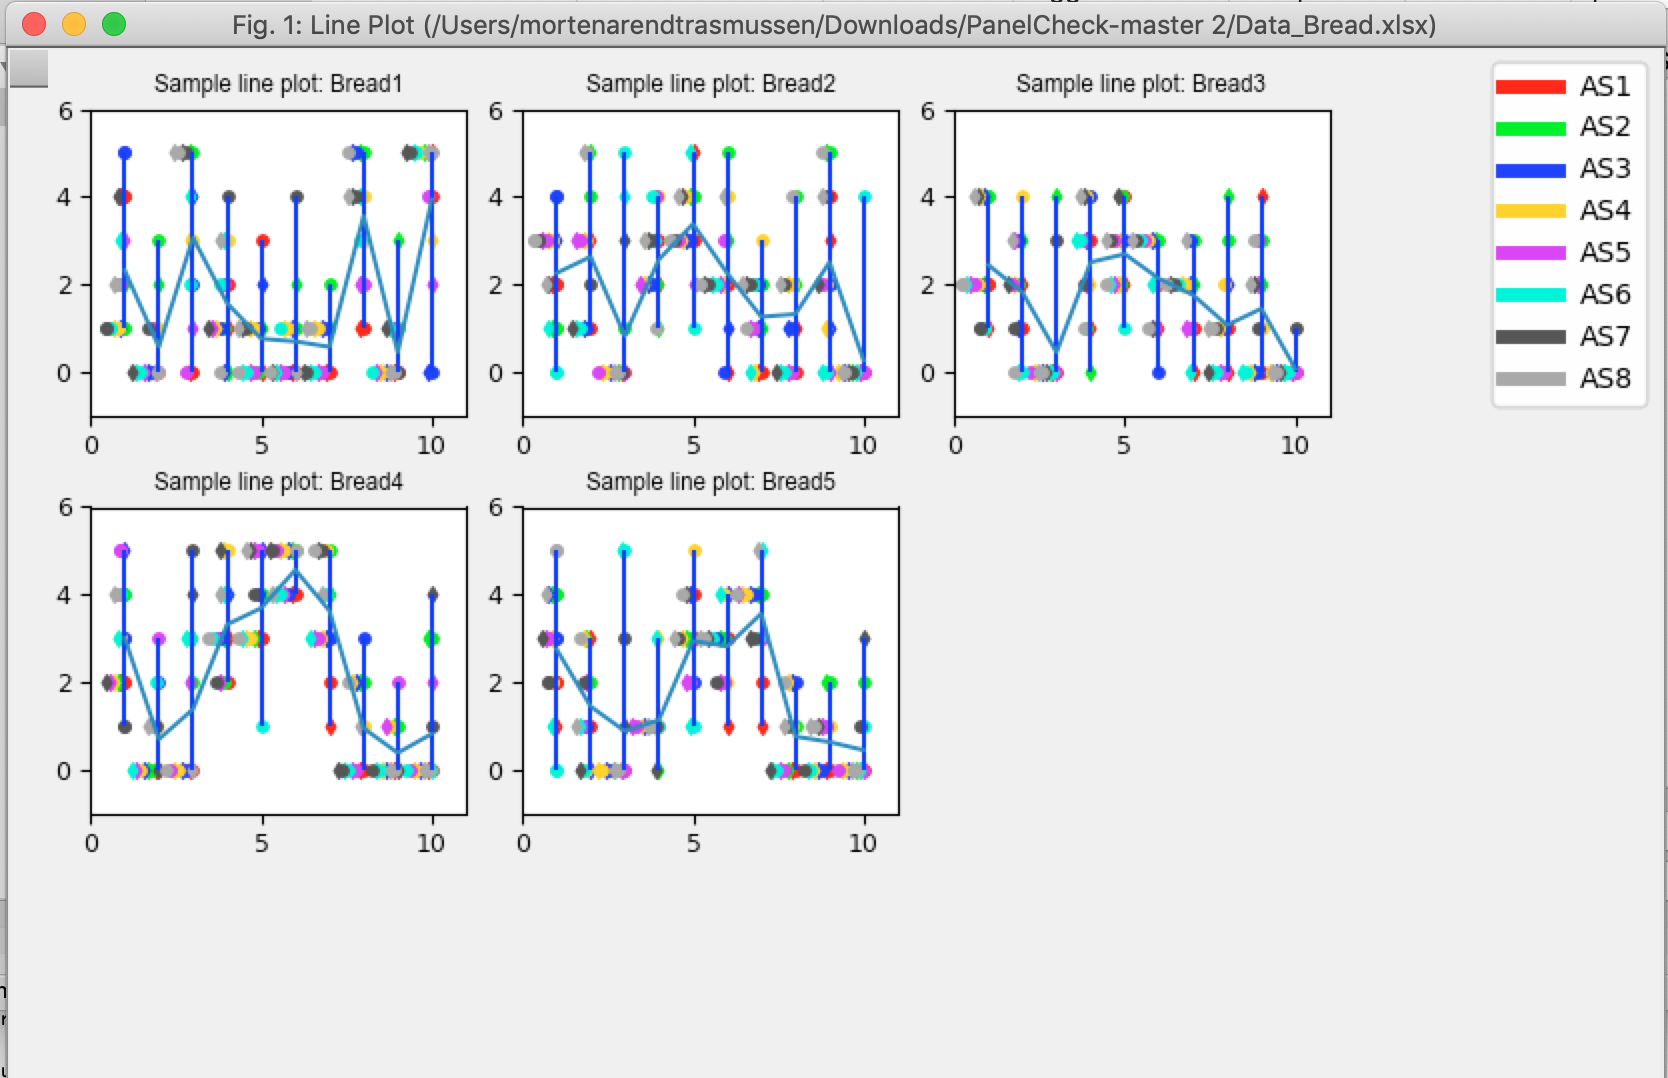 Fig. 1: Line Plot (/Users/mortenarendtrasmussen/Downloads/PanelCheck-master 2/Data_Bread.xlsx)
Sample line plot: Bread1
6
4
2
0
0 5 10
Sample line plot: Bread2
6
4
2
0
0 5 10
Sample line plot: Bread3
6
4
2
0
0 5 10
AS1
AS2
AS3
AS4
AS5
AS6
AS7
AS8
Sample line plot: Bread4
6
4
2
0
0 5 10
Sample line plot: Bread5
6
4
2
0
0 5 10